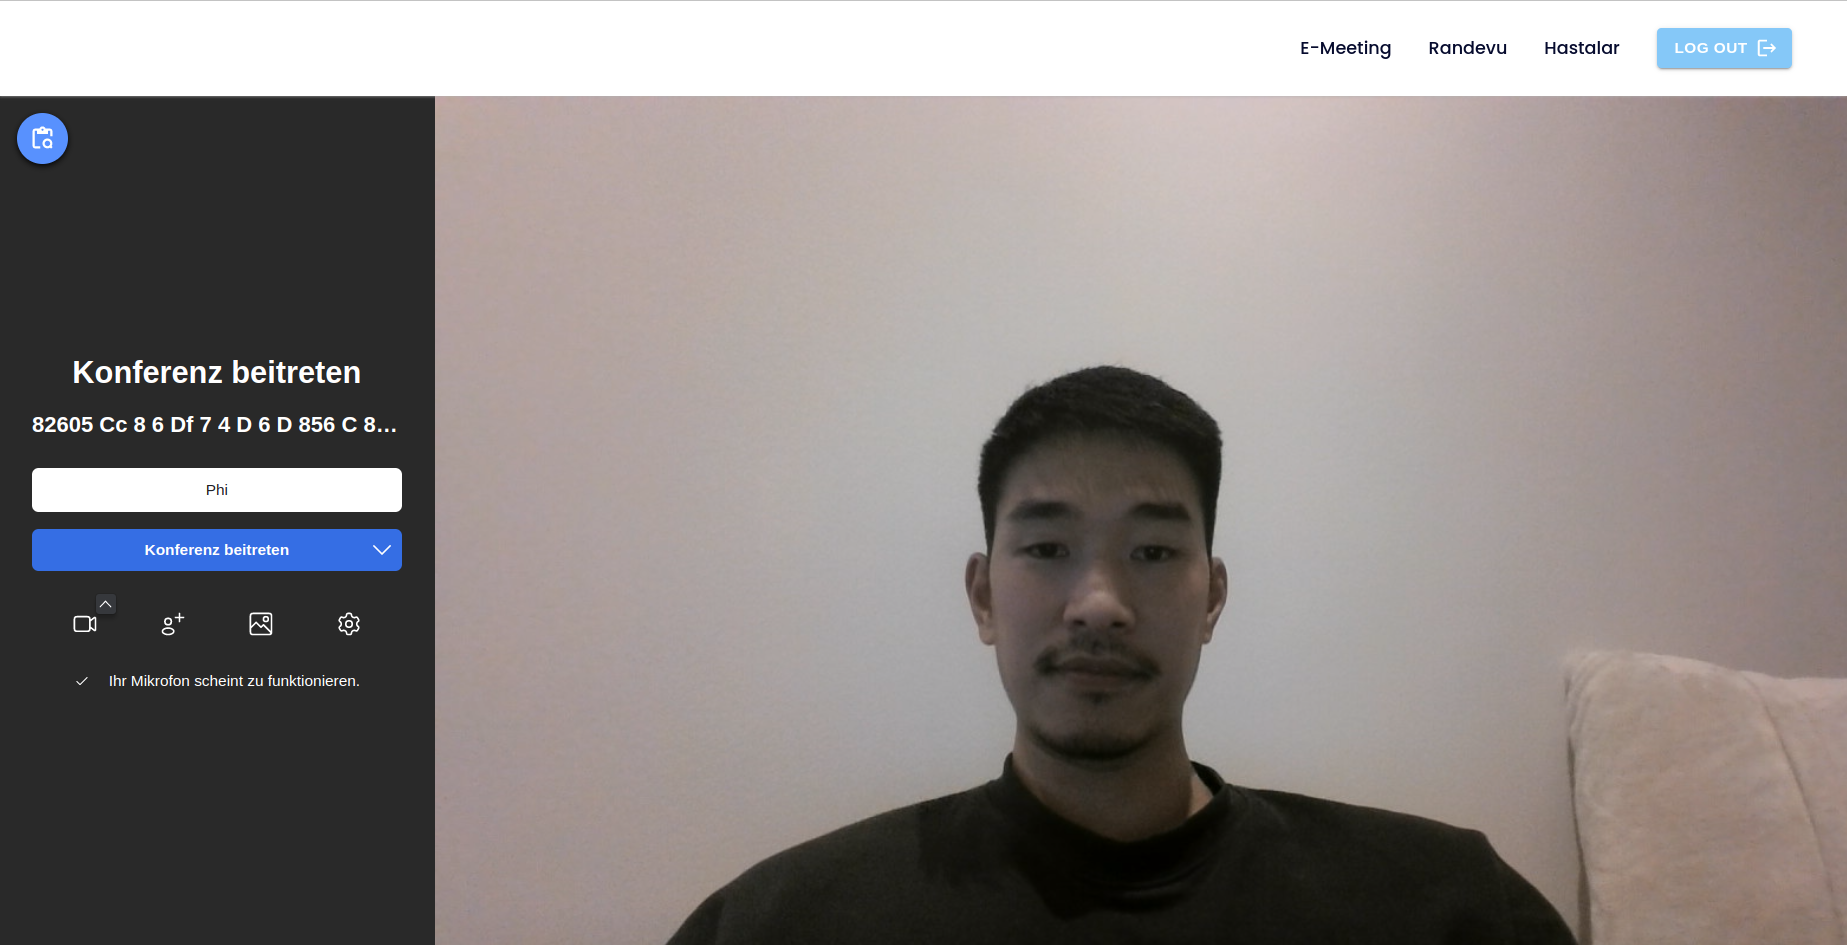 E-Meeting Randevu Hastalar LOG OUT
Konferenz beitreten
82605 Cc 8 6 Df 7 4 D 6 D 856 C 8…
Phi
Konferenz beitreten
Ihr Mikrofon scheint zu funktionieren.